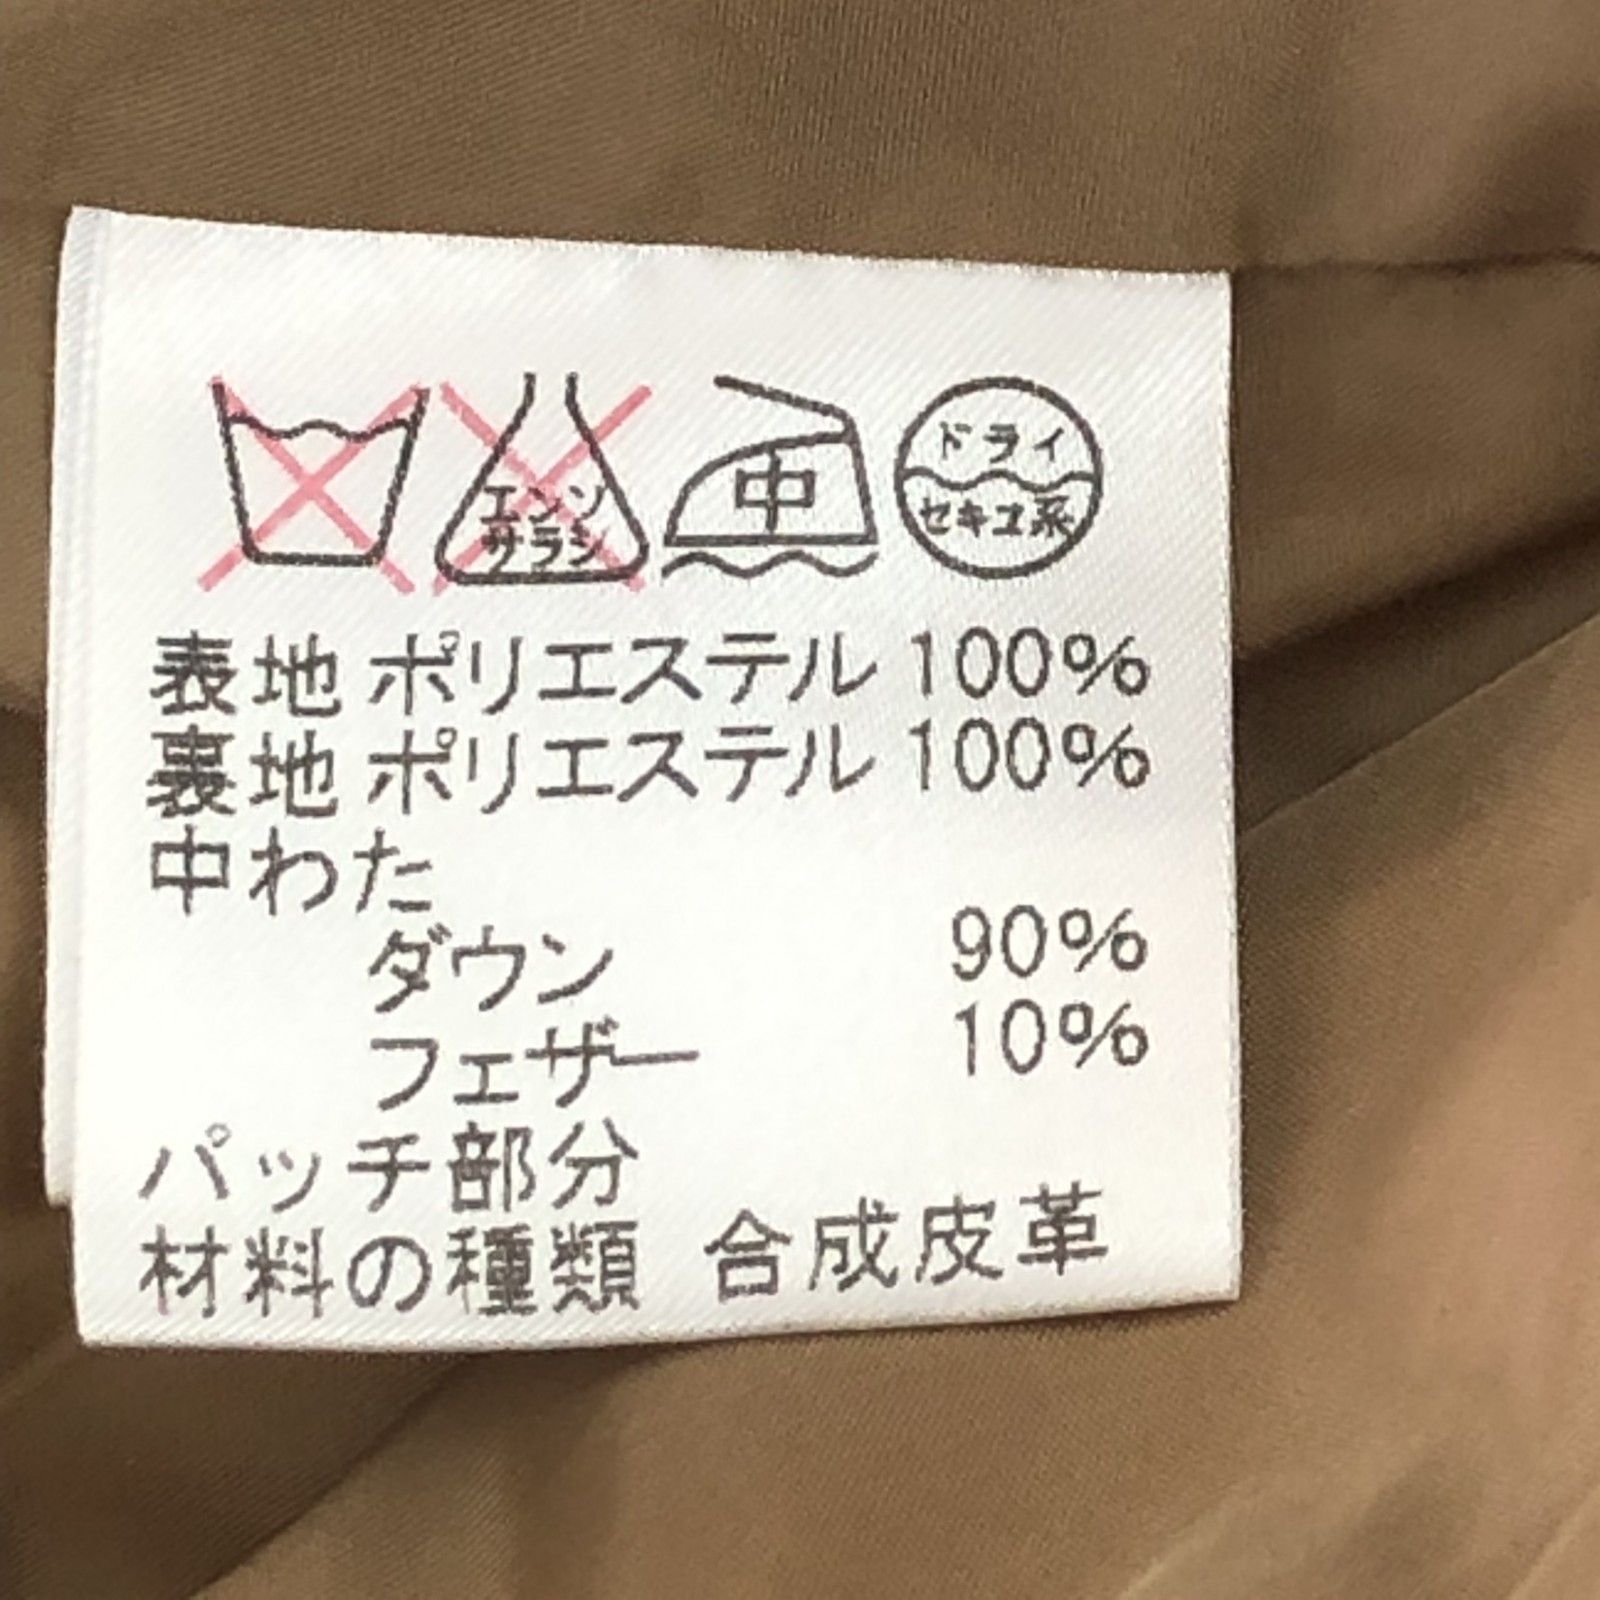 エンソ
サラシ
中
ドライ
セキユ系
表地 ポリエステル 100%
裏地 ポリエステル 100%
中わた
ダウン 90%
フェザー 10%
パッチ部分
材料の種類 合成皮革